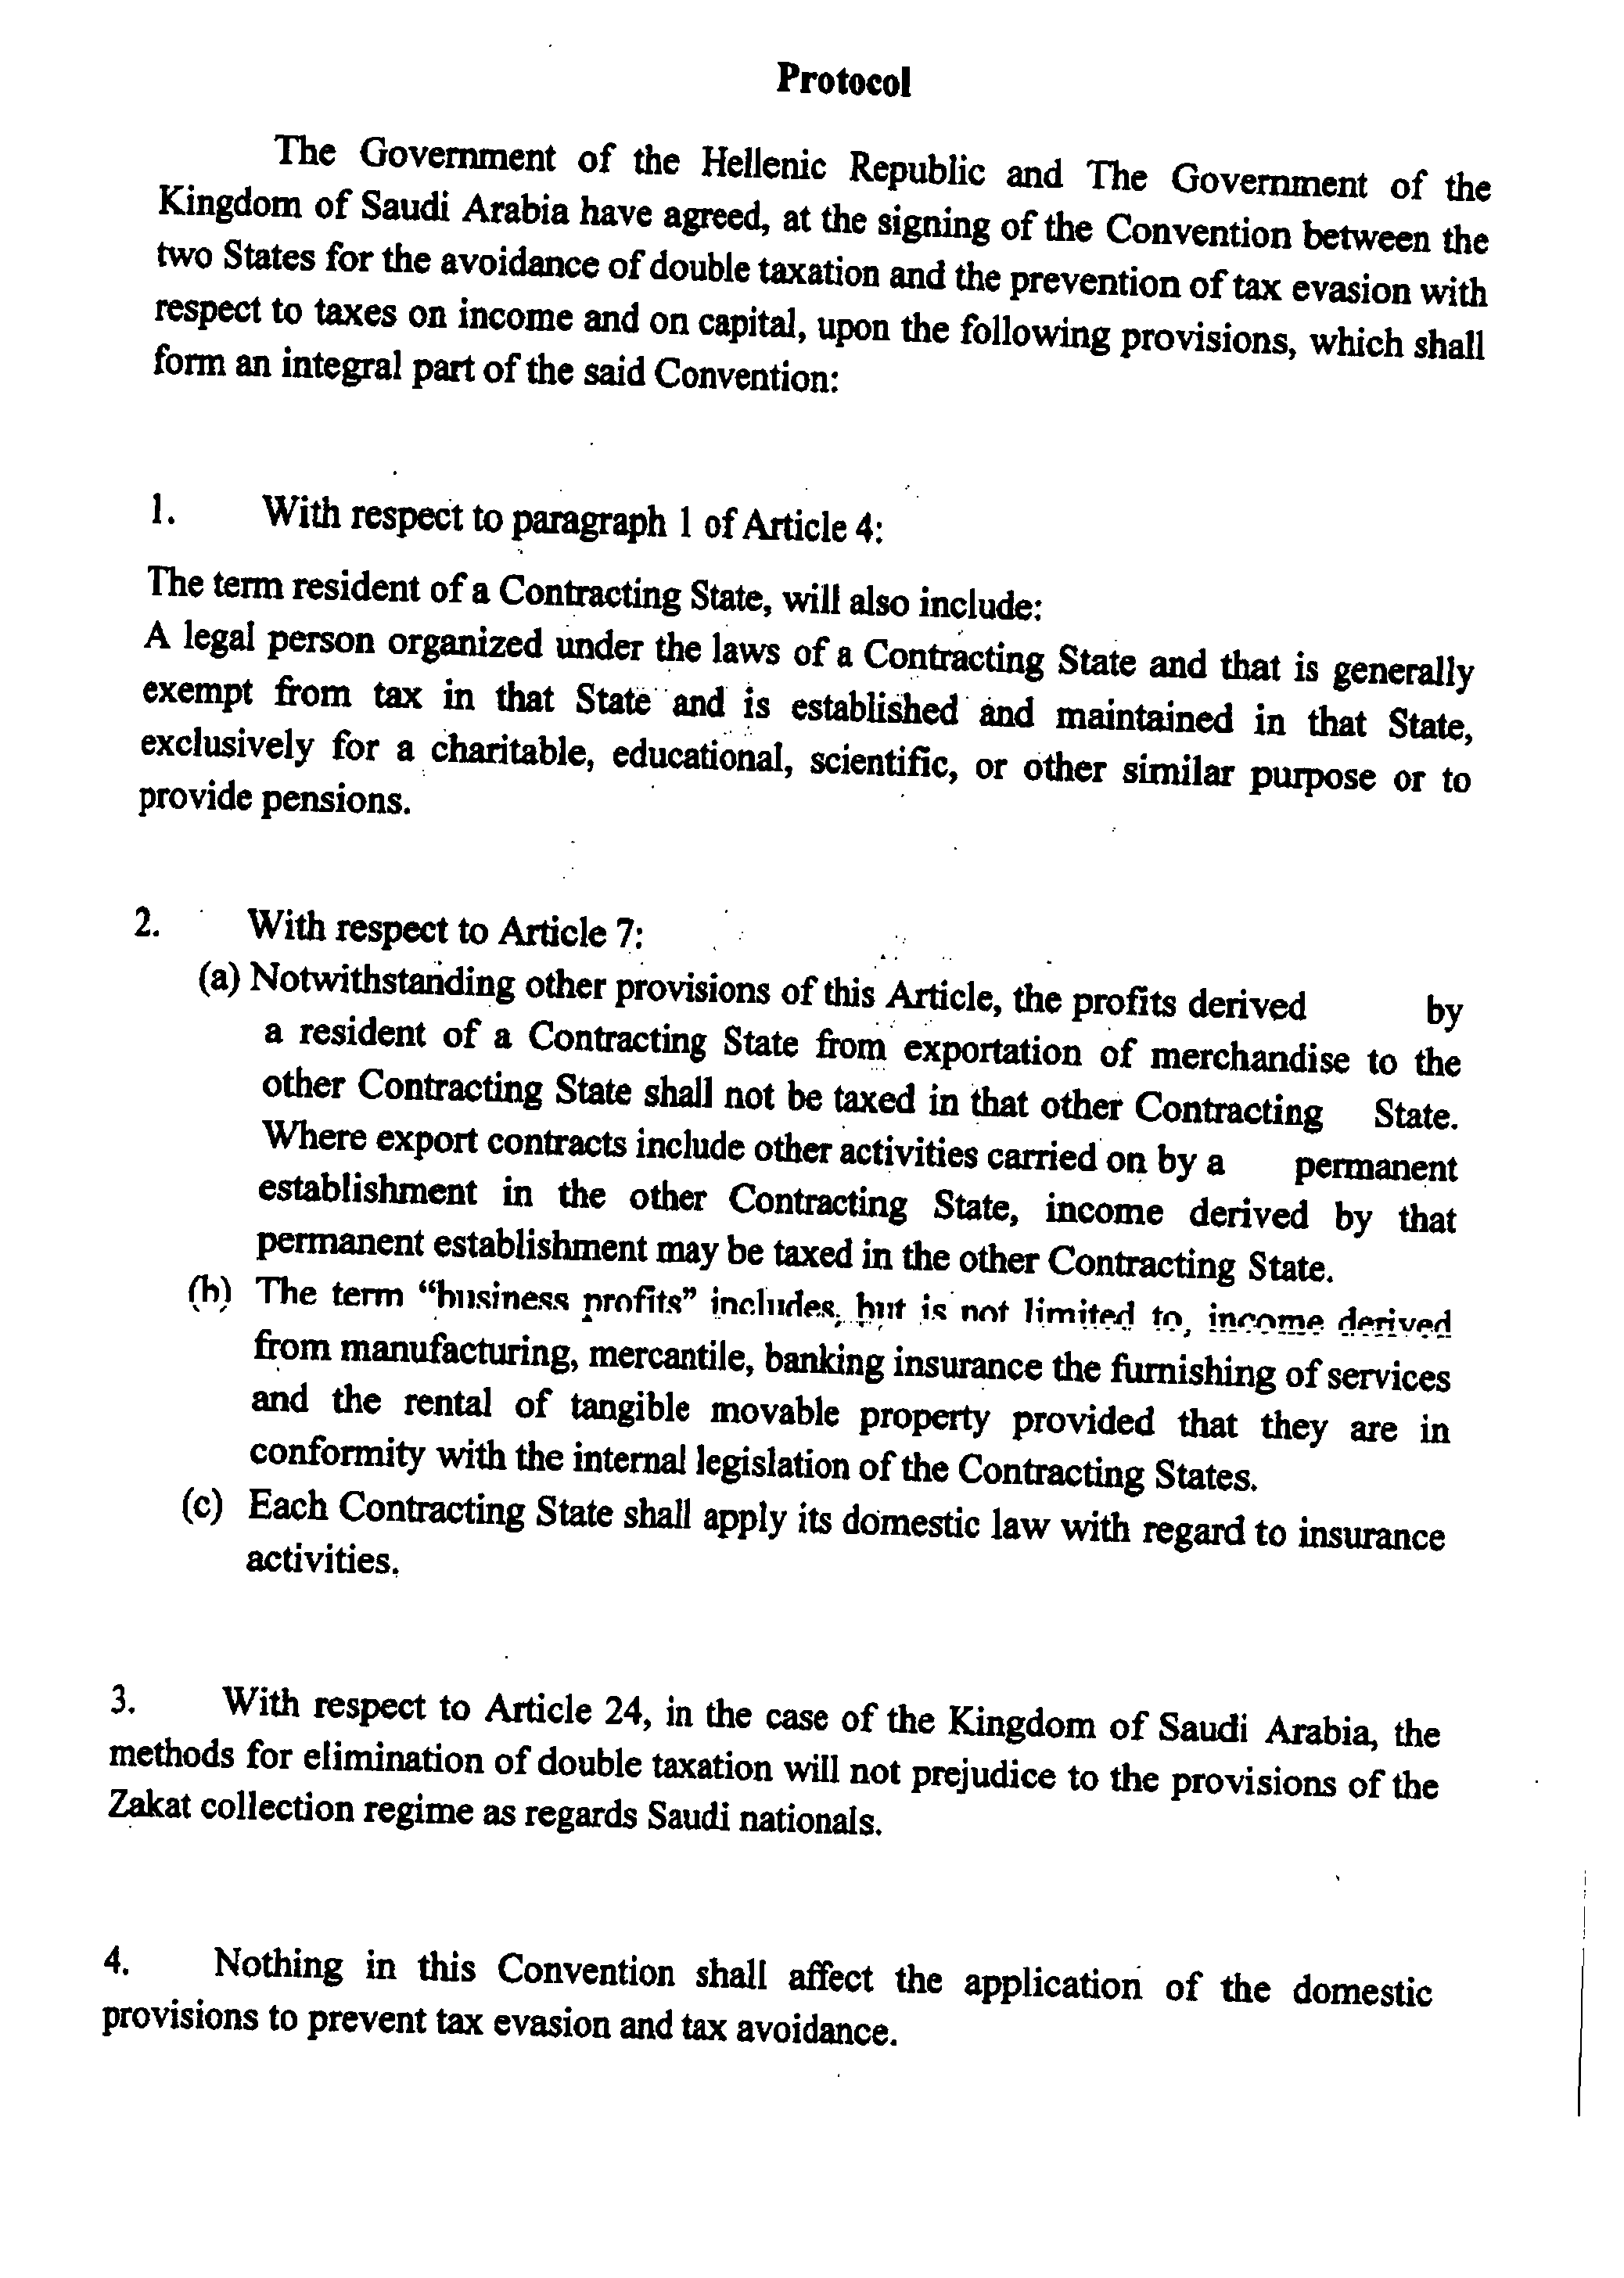 Protocol
The Government of the Hellenic Republic and The Government of the
Kingdom of Saudi Arabia have agreed, at the signing of the Convention between the
two States for the avoidance of double taxation and the prevention of tax evasion with
respect to taxes on income and on capital, upon the following provisions, which shall
form an integral part of the said Convention:
1. With respect to paragraph 1 of Article 4:
The term resident of a Contracting State, will also include:
A legal person organized under the laws of a Contracting State and that is generally
exempt from tax in that State and is established and maintained in that State,
exclusively for a charitable, educational, scientific, or other similar purpose or to
provide pensions.
2. With respect to Article 7:
(a) Notwithstanding other provisions of this Article, the profits derived by
a resident of a Contracting State from exportation of merchandise to the
other Contracting State shall not be taxed in that other Contracting State.
Where export contracts include other activities carried on by a permanent
establishment in the other Contracting State, income derived by that
permanent establishment may be taxed in the other Contracting State.
(b) The term “business profits” includes, but is not limited to, income derived
from manufacturing, mercantile, banking insurance the furnishing of services
and the rental of tangible movable property provided that they are in
conformity with the internal legislation of the Contracting States.
(c) Each Contracting State shall apply its domestic law with regard to insurance
activities.
3. With respect to Article 24, in the case of the Kingdom of Saudi Arabia, the
methods for elimination of double taxation will not prejudice to the provisions of the
Zakat collection regime as regards Saudi nationals.
4. Nothing in this Convention shall affect the application of the domestic
provisions to prevent tax evasion and tax avoidance.